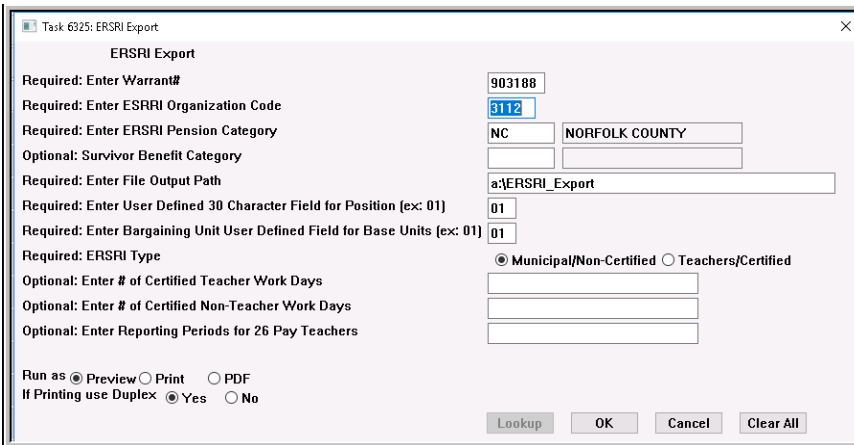 Task 6325: ERSRI Export
ERSRI Export
Required: Enter Warrant# 903188
Required: Enter ESRRI Organization Code 3112
Required: Enter ERSRI Pension Category NC NORFOLK COUNTY
Optional: Survivor Benefit Category
Required: Enter File Output Path a:\ERSRI_Export
Required: Enter User Defined 30 Character Field for Position (ex: 01) 01
Required: Enter Bargaining Unit User Defined Field for Base Units (ex: 01) 01
Required: ERSRI Type Municipal/Non-Certified Teachers/Certified
Optional: Enter # of Certified Teacher Work Days
Optional: Enter # of Certified Non-Teacher Work Days
Optional: Enter Reporting Periods for 26 Pay Teachers
Run as Preview Print PDF
If Printing use Duplex Yes No
Lookup OK Cancel Clear All